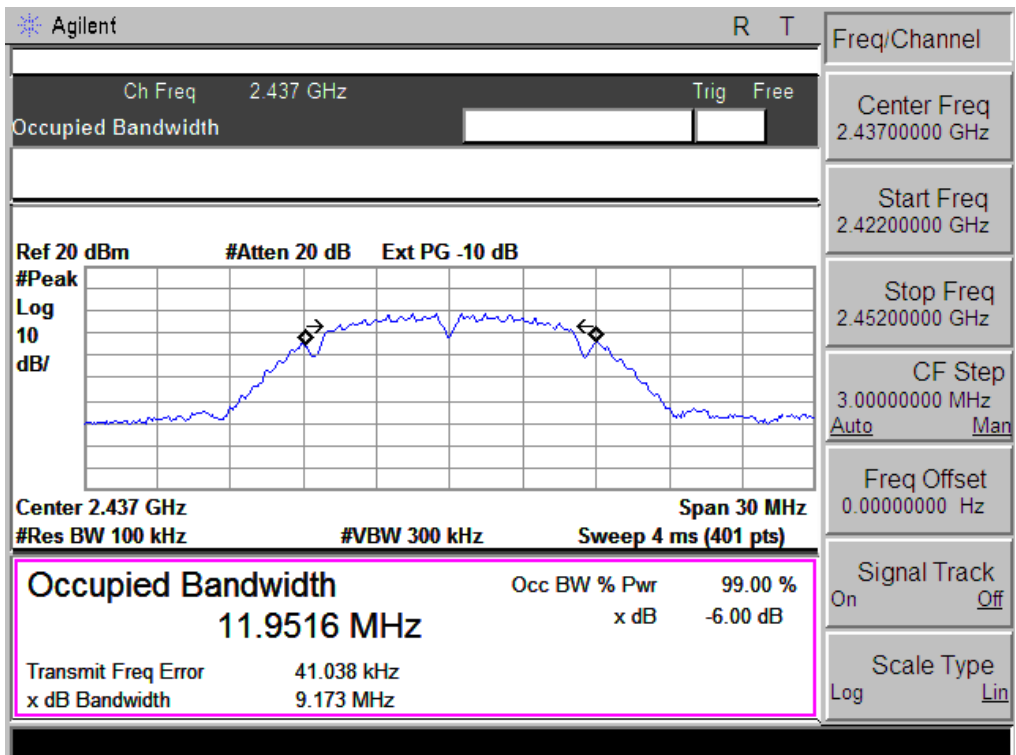 Agilent R T
Ch Freq 2.437 GHz Trig Free
Occupied Bandwidth
Ref 20 dBm #Atten 20 dB Ext PG -10 dB
#Peak
Log
10
dB/
Center 2.437 GHz Span 30 MHz
#Res BW 100 kHz #VBW 300 kHz Sweep 4 ms (401 pts)
Occupied Bandwidth Occ BW % Pwr 99.00 %
11.9516 MHz x dB -6.00 dB
Transmit Freq Error 41.038 kHz
x dB Bandwidth 9.173 MHz
Freq/Channel
Center Freq
2.43700000 GHz
Start Freq
2.42200000 GHz
Stop Freq
2.45200000 GHz
CF Step
3.00000000 MHz
Auto Man
Freq Offset
0.00000000 Hz
Signal Track
On Off
Scale Type
Log Lin